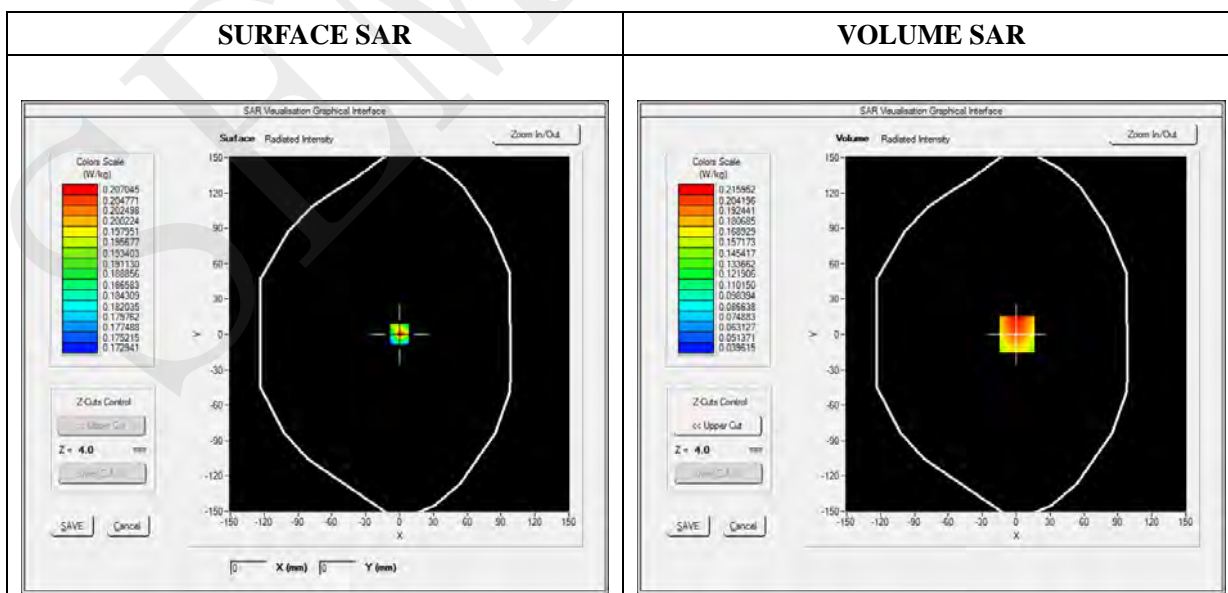 SURFACE SAR
VOLUME SAR
SAR Visualisation Graphical Interface
Surface Radiated Intensity
Zoom In/Out
Colors Scale
(W/kg)
0.207045
0.204771
0.202498
0.200224
0.197951
0.195677
0.193403
0.191130
0.188856
0.186583
0.184309
0.182035
0.179762
0.177488
0.175215
0.172941
150
120
90
60
30
0
-30
-60
-90
-120
-150
Y
-150 -120 -90 -60 -30 0 30 60 90 120 150
X
Z-Cuts Control
<< Upper Cut
Z = 4.0 mm
SAVE Cancel
0 X (mm) 0 Y (mm)
SAR Visualisation Graphical Interface
Volume Radiated Intensity
Zoom In/Out
Colors Scale
(W/kg)
0.215952
0.204196
0.192441
0.180685
0.168929
0.157173
0.145417
0.133662
0.121906
0.110150
0.098394
0.086638
0.074883
0.063127
0.051371
0.039615
150
120
90
60
30
0
-30
-60
-90
-120
-150
Y
-150 -120 -90 -60 -30 0 30 60 90 120 150
X
Z-Cuts Control
<< Upper Cut
Z = 4.0 mm
SAVE Cancel